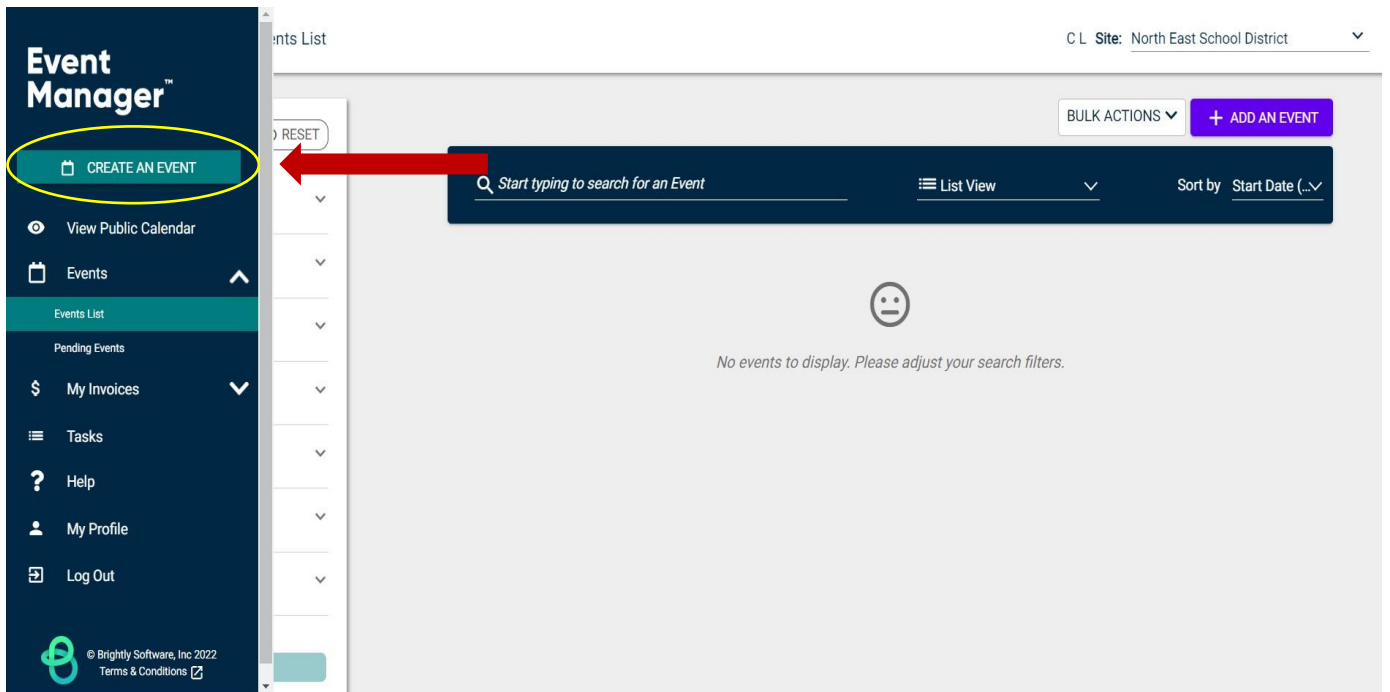 Event
Manager™
CREATE AN EVENT
View Public Calendar
Events
Events List
Pending Events
$ My Invoices
Tasks
? Help
My Profile
Log Out
© Brightly Software, Inc 2022
Terms & Conditions
ents List
C L Site: North East School District
RESET
BULK ACTIONS
+ ADD AN EVENT
Start typing to search for an Event
List View
Sort by Start Date (...
No events to display. Please adjust your search filters.